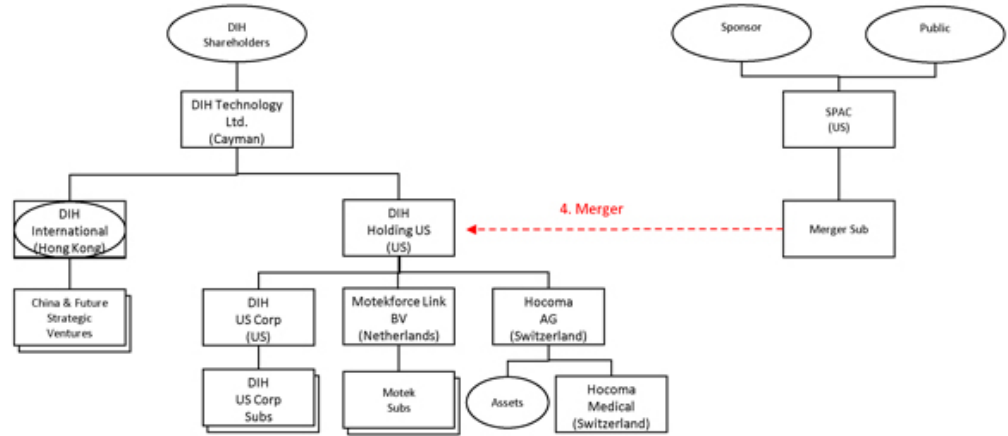 DIH
Shareholders
Sponsor
Public
DIH Technology
Ltd.
(Cayman)
SPAC
(US)
DIH
International
(Hong Kong)
DIH
Holding US
(US)
4. Merger
Merger Sub
China & Future
Strategic
Ventures
DIH
US Corp
(US)
Motekforce Link
BV
(Netherlands)
Hocoma
AG
(Switzerland)
DIH
US Corp
Subs
Motek
Subs
Assets
Hocoma
Medical
(Switzerland)